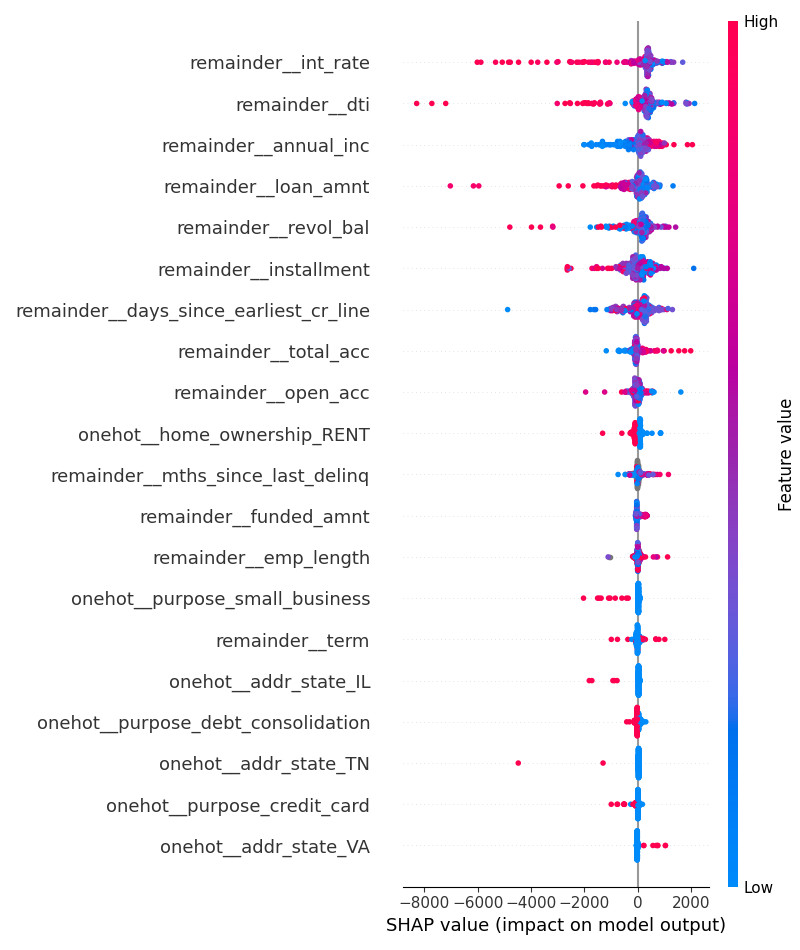 High
remainder__int_rate
remainder__dti
remainder__annual_inc
remainder__loan_amnt
remainder__revol_bal
remainder__installment
remainder__days_since_earliest_cr_line
remainder__total_acc
remainder__open_acc
onehot__home_ownership_RENT
remainder__mths_since_last_delinq
remainder__funded_amnt
remainder__emp_length
onehot__purpose_small_business
remainder__term
onehot__addr_state_IL
onehot__purpose_debt_consolidation
onehot__addr_state_TN
onehot__purpose_credit_card
onehot__addr_state_VA
Feature value
Low
−8000 −6000 −4000 −2000 0 2000
SHAP value (impact on model output)